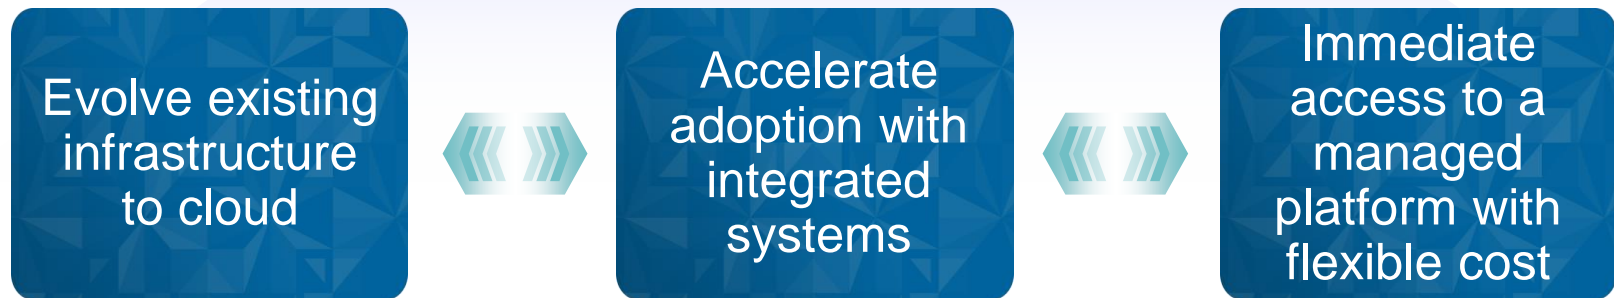 Evolve existing
infrastructure
to cloud
Accelerate
adoption with
integrated
systems
Immediate
access to a
managed
platform with
flexible cost